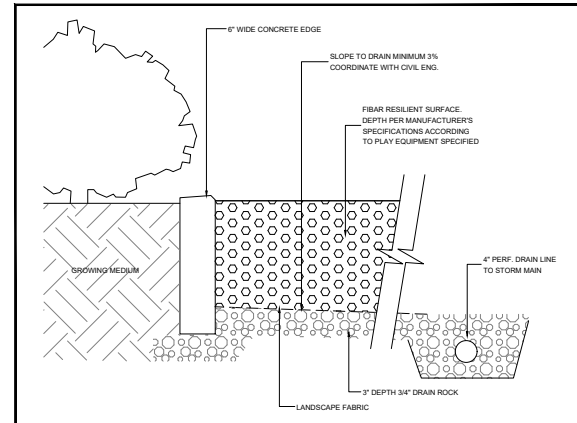 6" WIDE CONCRETE EDGE
SLOPE TO DRAIN MINIMUM 3%
COORDINATE WITH CIVIL ENG.
FIBAR RESILIENT SURFACE.
DEPTH PER MANUFACTURER'S
SPECIFICATIONS ACCORDING
TO PLAY EQUIPMENT SPECIFIED
GROWING MEDIUM
4" PERF. DRAIN LINE
TO STORM MAIN
3" DEPTH 3/4" DRAIN ROCK
LANDSCAPE FABRIC